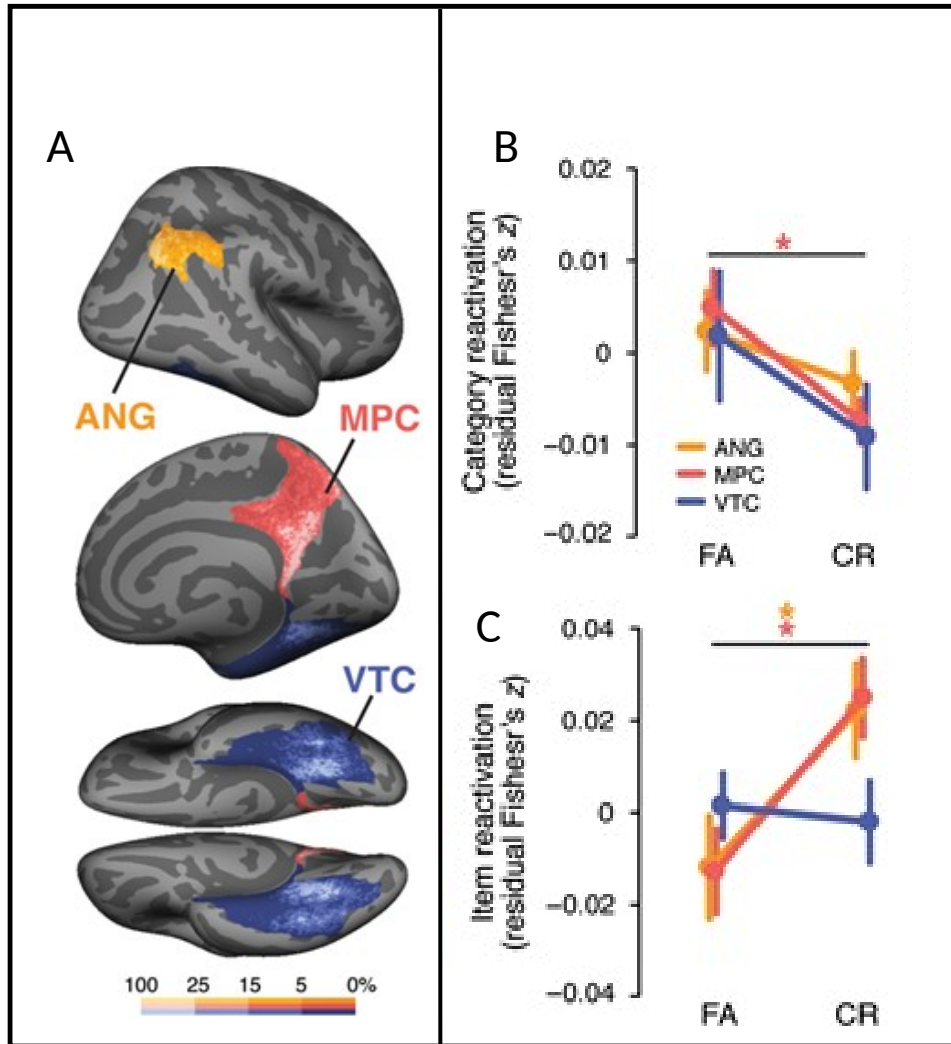 A
ANG
MPC
VTC
100 25 15 5 0%
B
Category reactivation
(residual Fishesr's z)
0.02
0.01
0
−0.01
−0.02
*
ANG
MPC
VTC
FA CR
C
Item reactivation
(residual Fisher's z)
0.04
0.02
0
−0.02
−0.04
*
*
FA CR